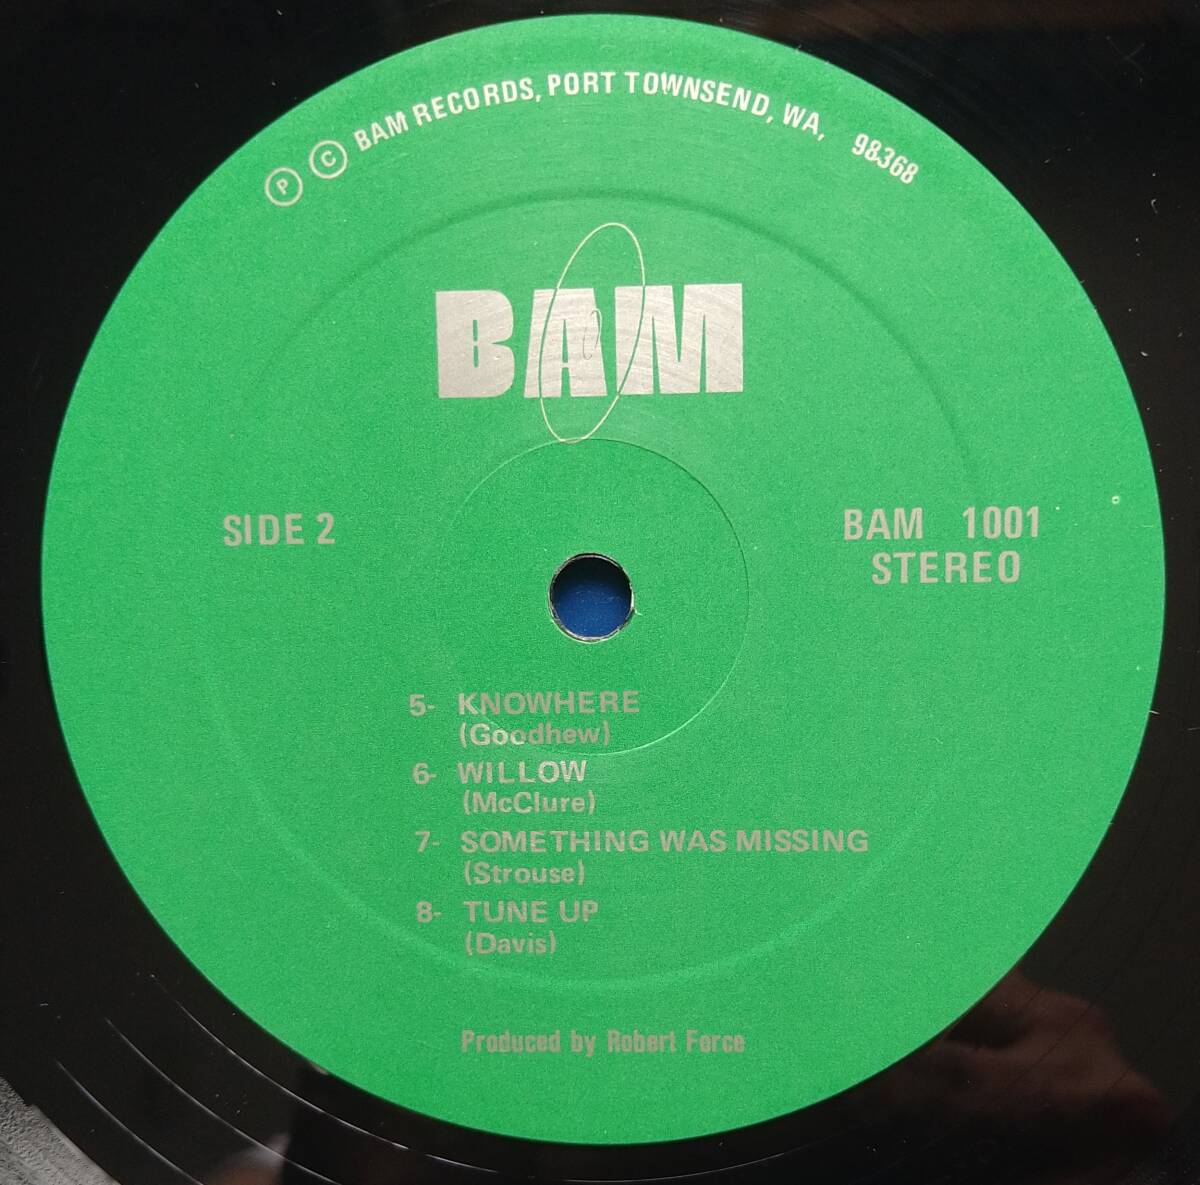 Ⓟ Ⓒ BAM RECORDS, PORT TOWNSEND, WA, 98368
BAM
SIDE 2
BAM 1001
STEREO
5- KNOWHERE
(Goodhew)
6- WILLOW
(McClure)
7- SOMETHING WAS MISSING
(Strouse)
8- TUNE UP
(Davis)
Produced by Robert Force